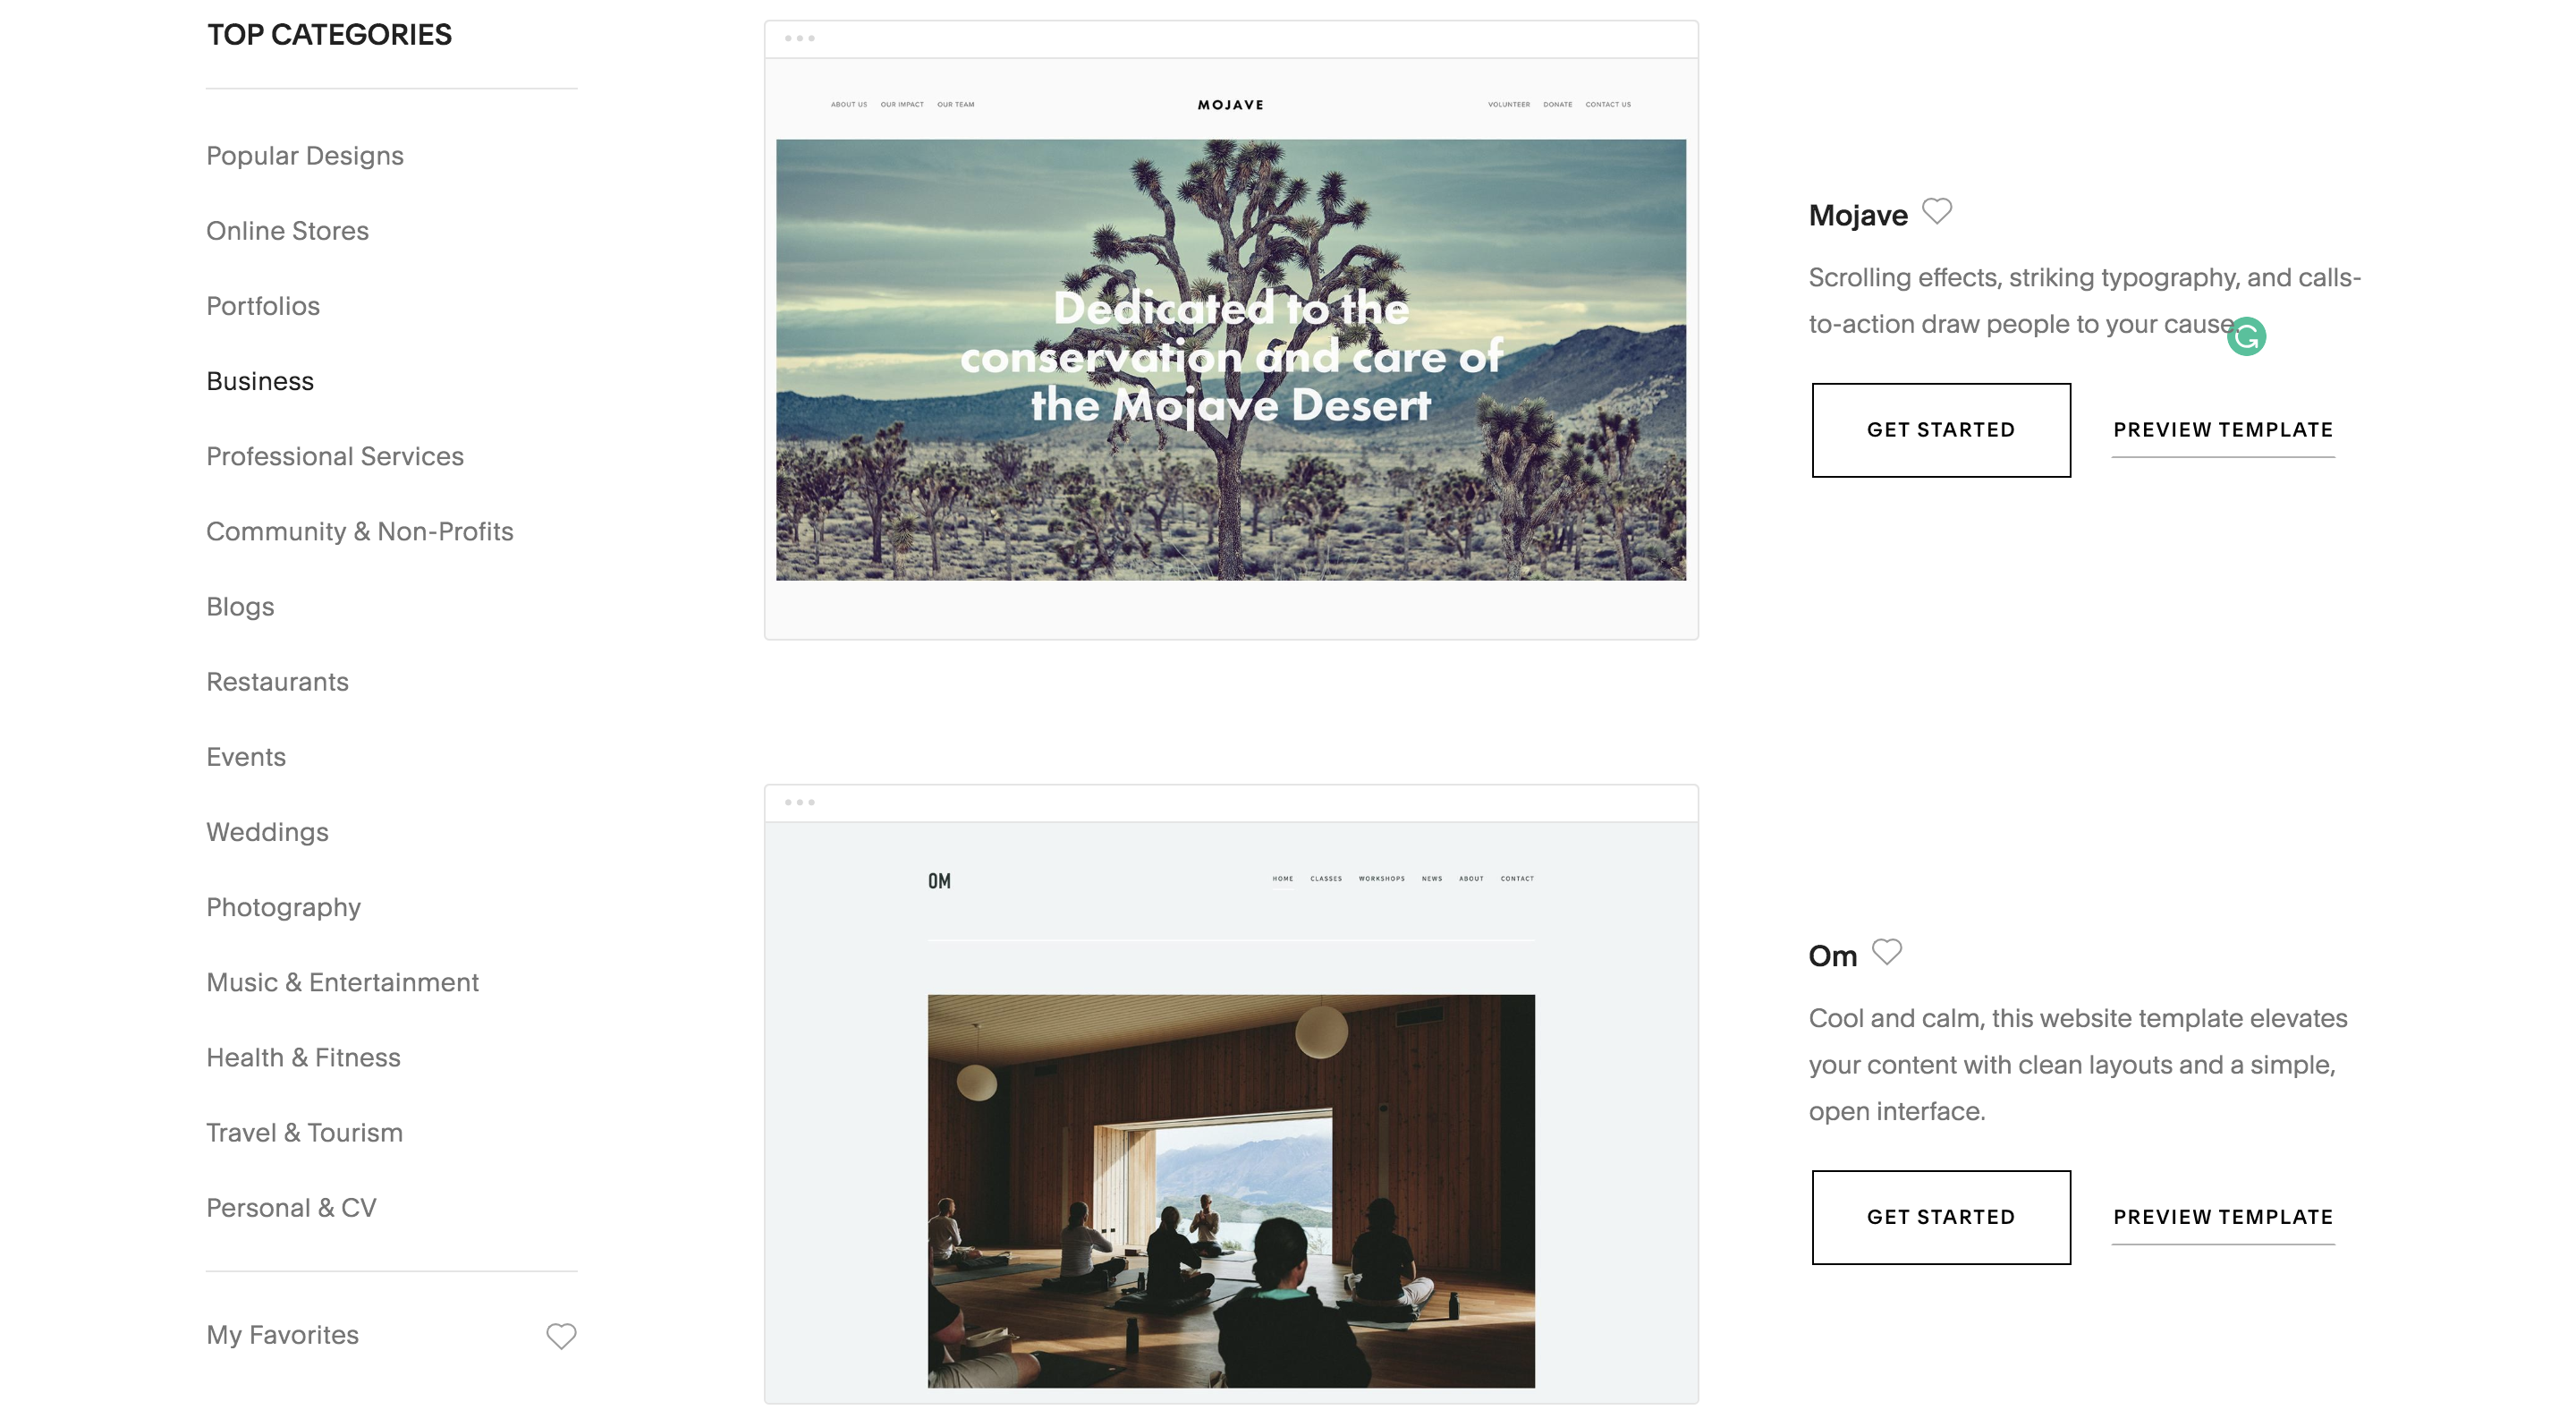 TOP CATEGORIES
Popular Designs
Online Stores
Portfolios
Business
Professional Services
Community & Non-Profits
Blogs
Restaurants
Events
Weddings
Photography
Music & Entertainment
Health & Fitness
Travel & Tourism
Personal & CV
My Favorites
ABOUT US OUR IMPACT OUR TEAM MOJAVE VOLUNTEER DONATE CONTACT US
Dedicated to the
conservation and care of
the Mojave Desert
Mojave
Scrolling effects, striking typography, and calls-
to-action draw people to your cause.
GET STARTED PREVIEW TEMPLATE
OM HOME CLASSES WORKSHOPS NEWS ABOUT CONTACT
Om
Cool and calm, this website template elevates
your content with clean layouts and a simple,
open interface.
GET STARTED PREVIEW TEMPLATE